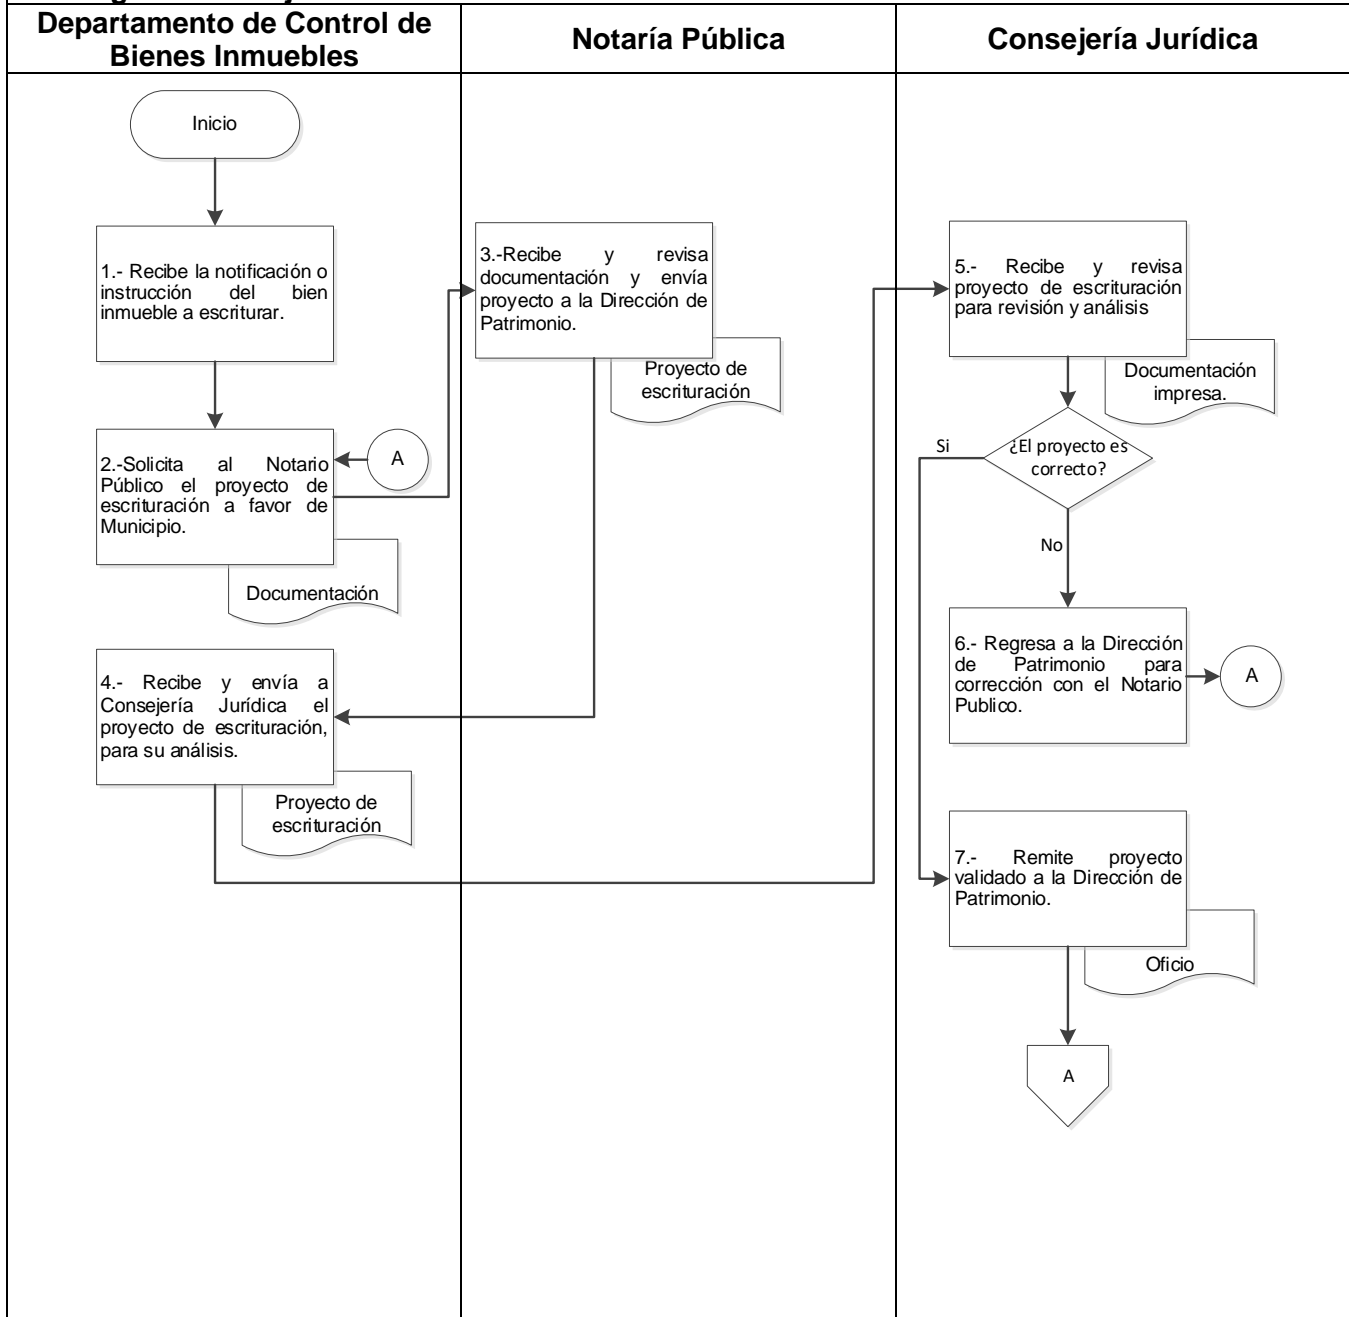 Departamento de Control de
Bienes Inmuebles
Notaría Pública
Consejería Jurídica
Inicio
1.- Recibe la notificación o
instrucción del bien
inmueble a escriturar.
2.-Solicita al Notario
Público el proyecto de
escrituración a favor de
Municipio.
A
Documentación
3.-Recibe y revisa
documentación y envía
proyecto a la Dirección de
Patrimonio.
Proyecto de
escrituración
4.- Recibe y envía a
Consejería Jurídica el
proyecto de escrituración,
para su análisis.
Proyecto de
escrituración
5.- Recibe y revisa
proyecto de escrituración
para revisión y análisis
Documentación
impresa.
¿El proyecto es
correcto?
Si
No
6.- Regresa a la Dirección
de Patrimonio para
corrección con el Notario
Publico.
A
7.- Remite proyecto
validado a la Dirección de
Patrimonio.
Oficio
A